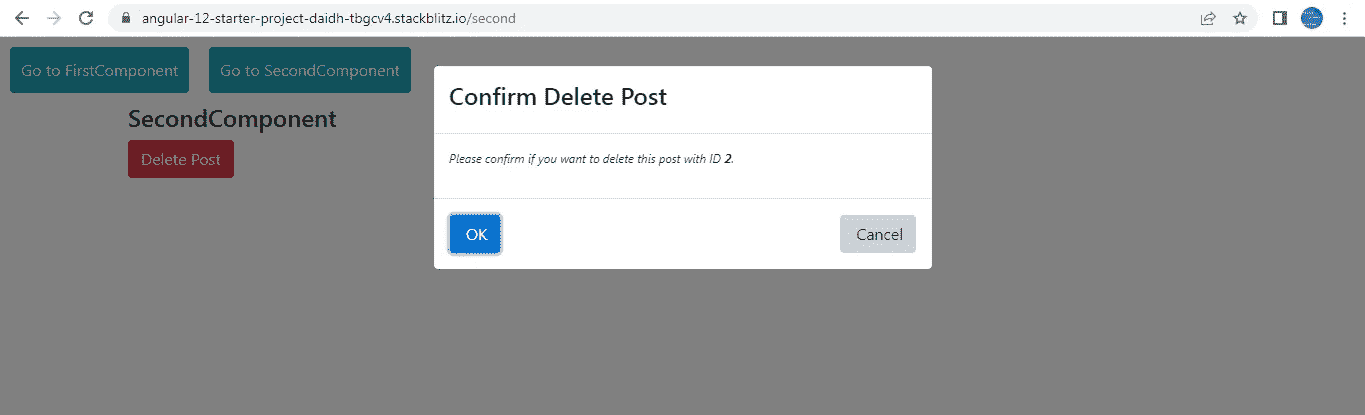 angular-12-starter-project-daidh-tbgcv4.stackblitz.io/second
Go to FirstComponent
Go to SecondComponent
SecondComponent
Delete Post
Confirm Delete Post
Please confirm if you want to delete this post with ID 2.
OK
Cancel